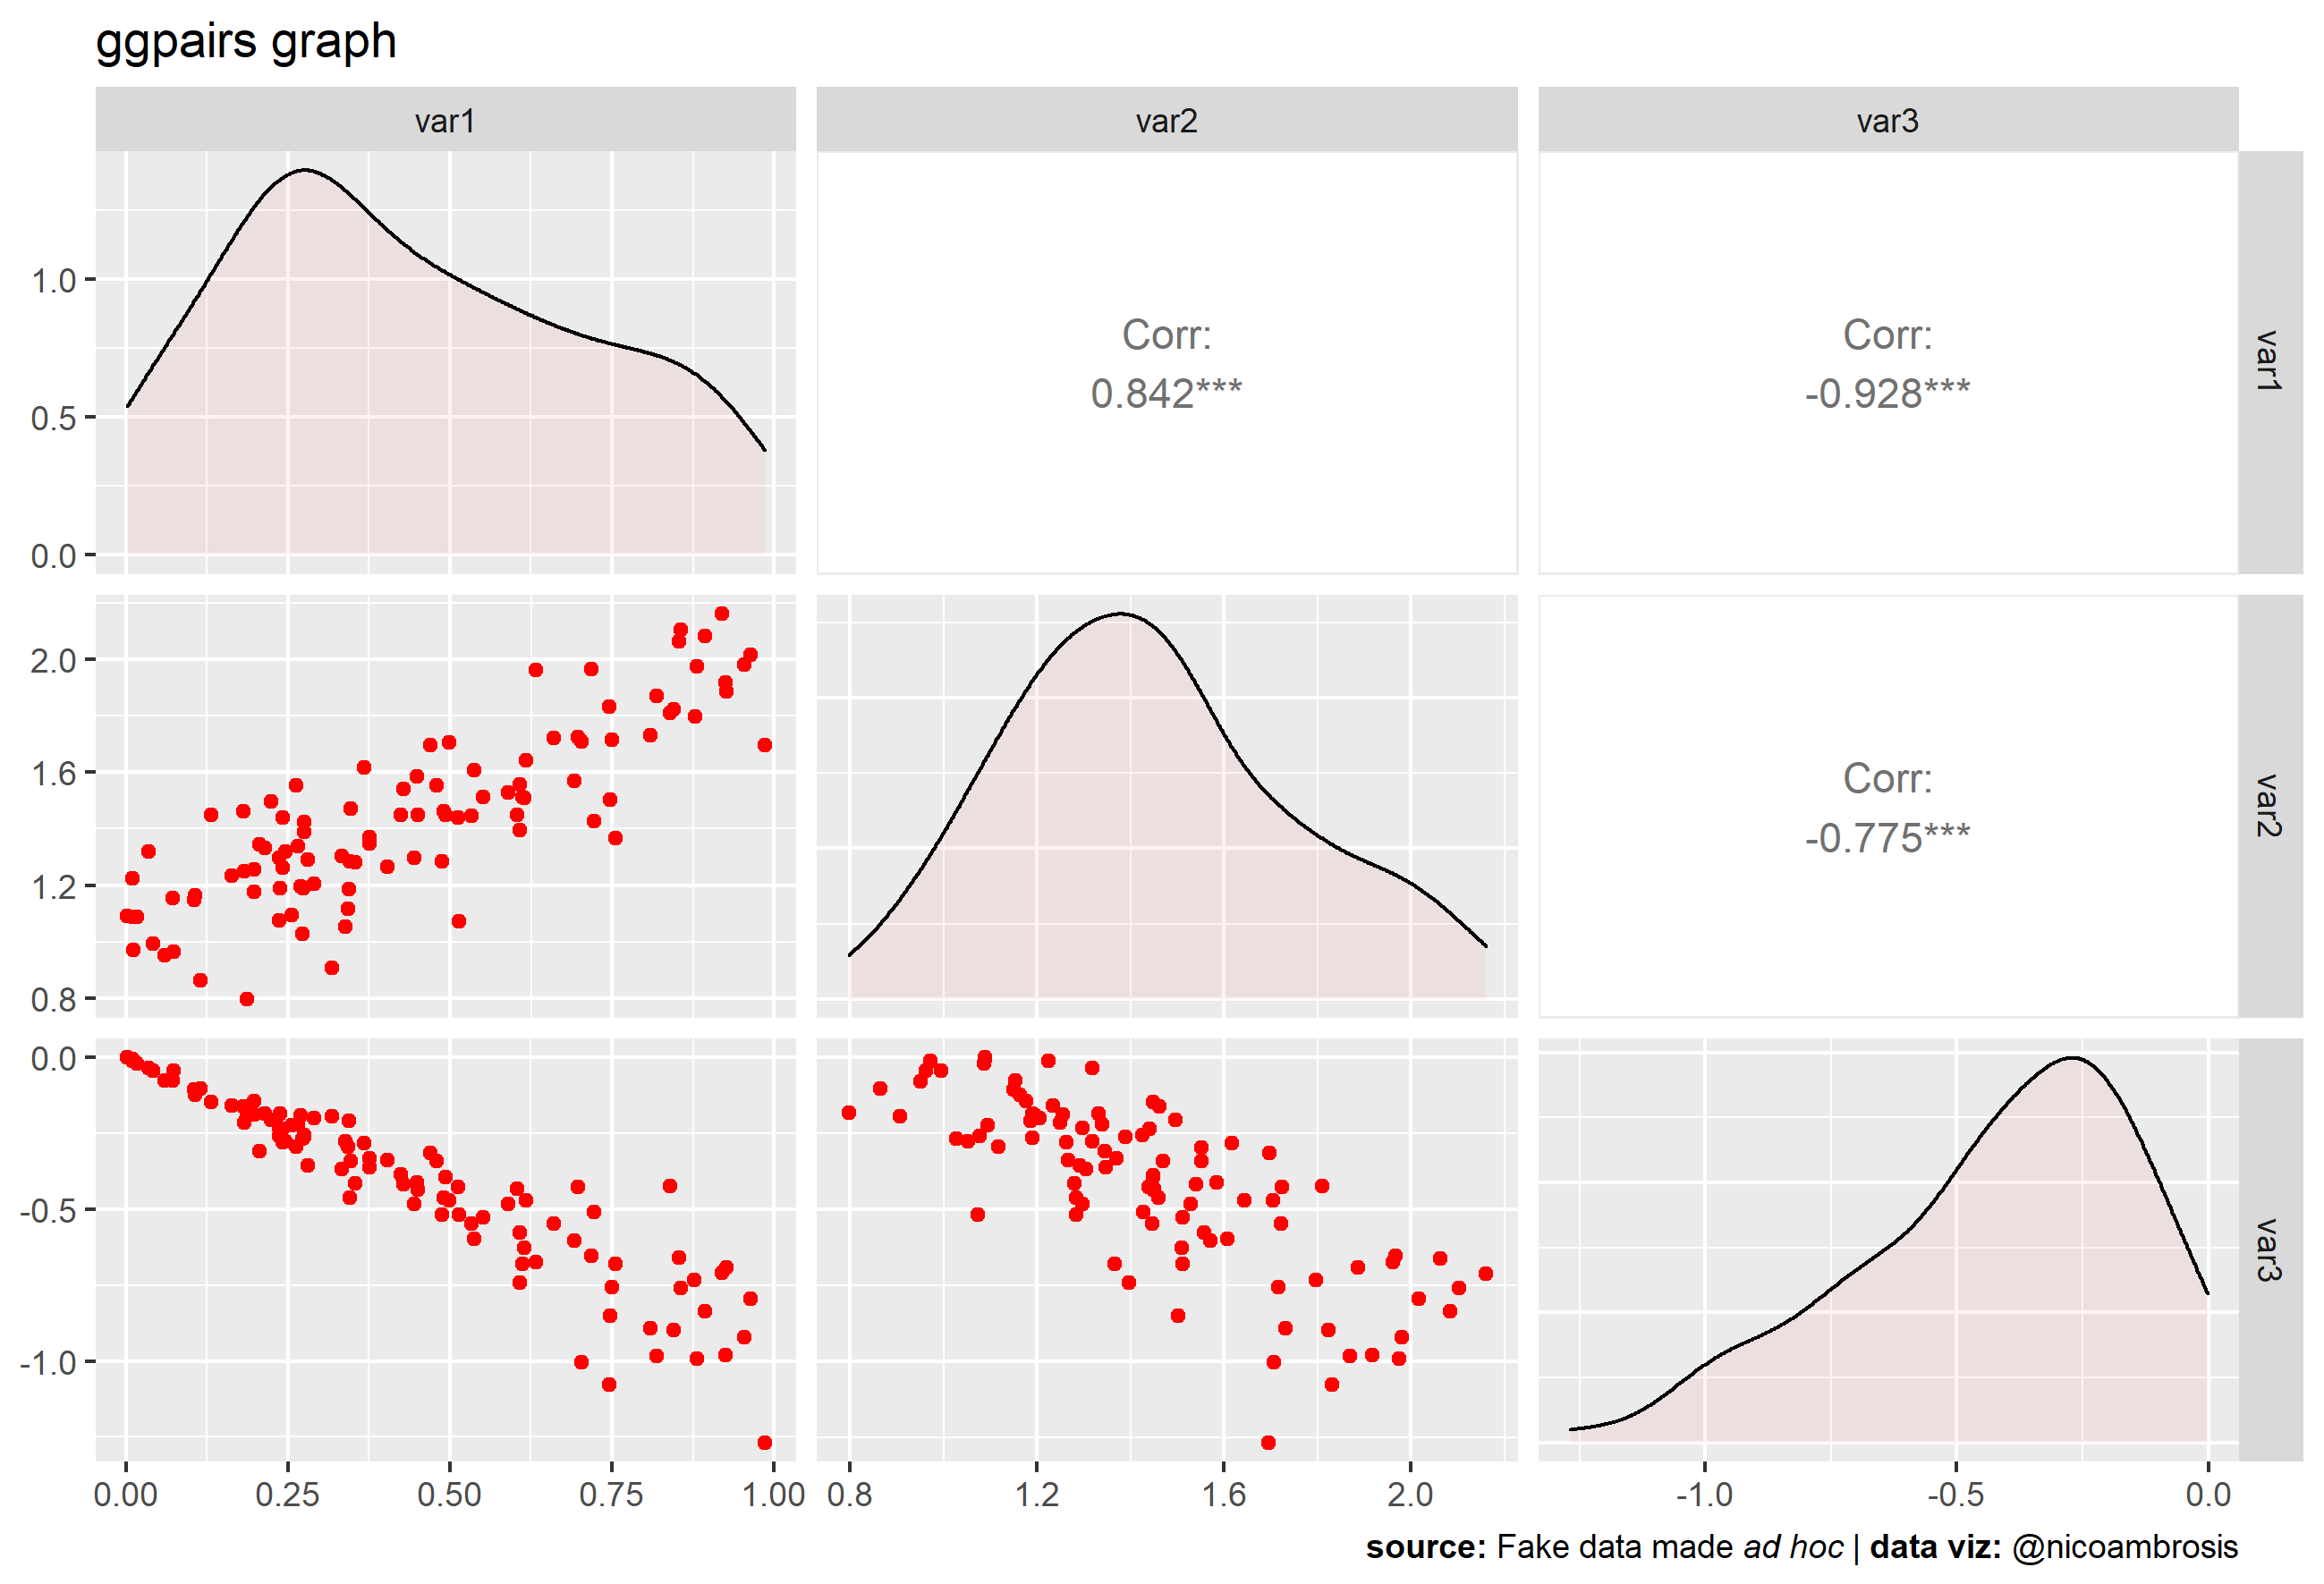 ggpairs graph
var1 var2 var3
1.0
0.5
0.0
Corr:
0.842***
Corr:
-0.928***
var1
2.0
1.6
1.2
0.8
Corr:
-0.775***
var2
0.0
-0.5
-1.0
var3
0.00 0.25 0.50 0.75 1.00 0.8 1.2 1.6 2.0 -1.0 -0.5 0.0
source: Fake data made ad hoc | data viz: @nicoambrosis